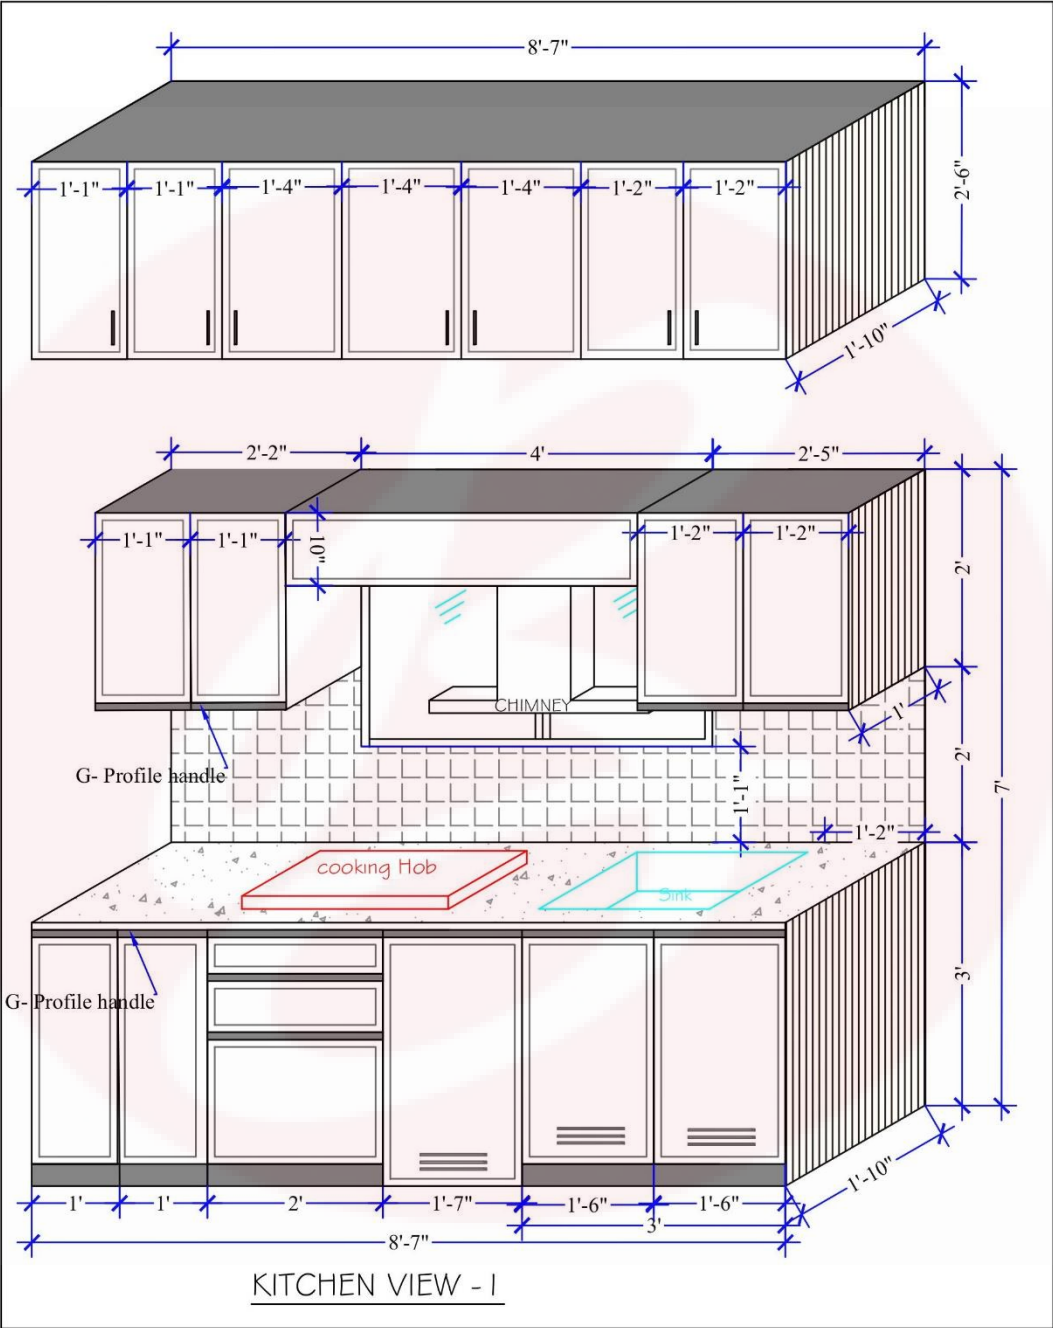 8'-7"
1'-1" 1'-1" 1'-4" 1'-4" 1'-4" 1'-2" 1'-2"
2'-6"
1'-10"
2'-2" 4' 2'-5"
1'-1" 1'-1" 10" 1'-2" 1'-2"
2'
CHIMNEY
1'
G- Profile handle
2'
7'
1'-1"
1'-2"
cooking Hob
Sink
3'
G- Profile handle
1'-10"
1' 1' 2' 1'-7" 1'-6" 1'-6"
3'
8'-7"
KITCHEN VIEW - 1